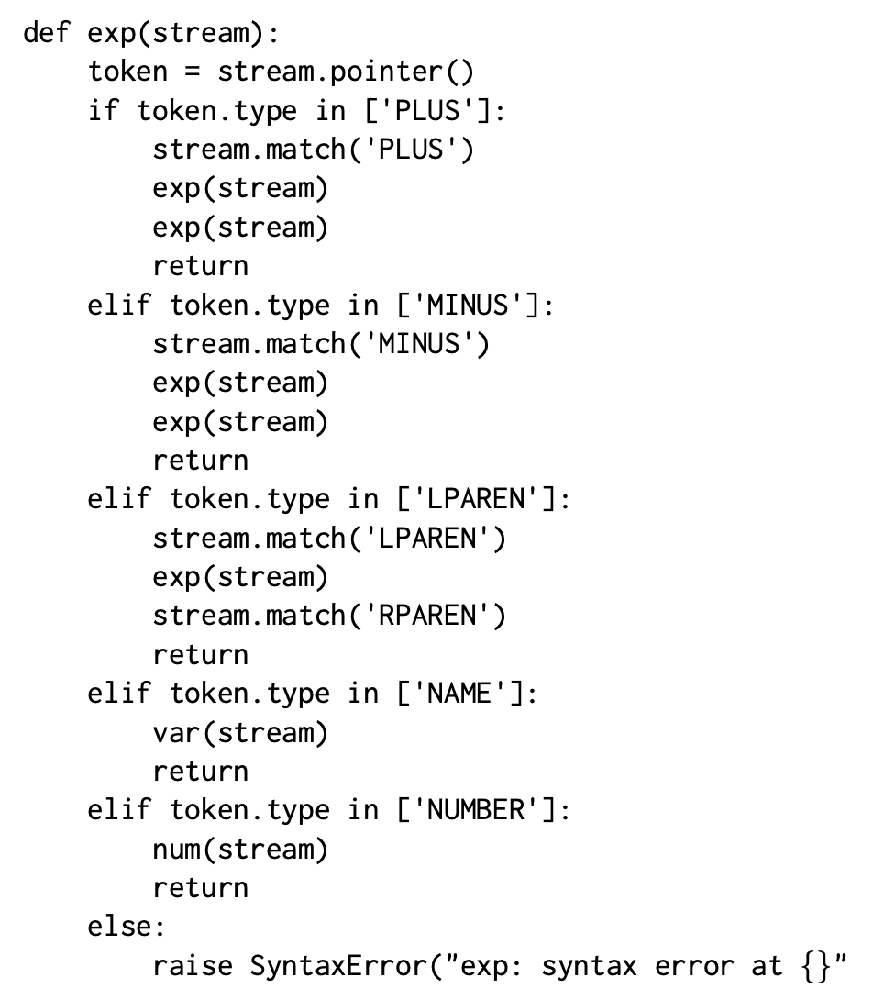 def exp(stream):
    token = stream.pointer()
    if token.type in ['PLUS']:
        stream.match('PLUS')
        exp(stream)
        exp(stream)
        return
    elif token.type in ['MINUS']:
        stream.match('MINUS')
        exp(stream)
        exp(stream)
        return
    elif token.type in ['LPAREN']:
        stream.match('LPAREN')
        exp(stream)
        stream.match('RPAREN')
        return
    elif token.type in ['NAME']:
        var(stream)
        return
    elif token.type in ['NUMBER']:
        num(stream)
        return
    else:
        raise SyntaxError("exp: syntax error at {}"